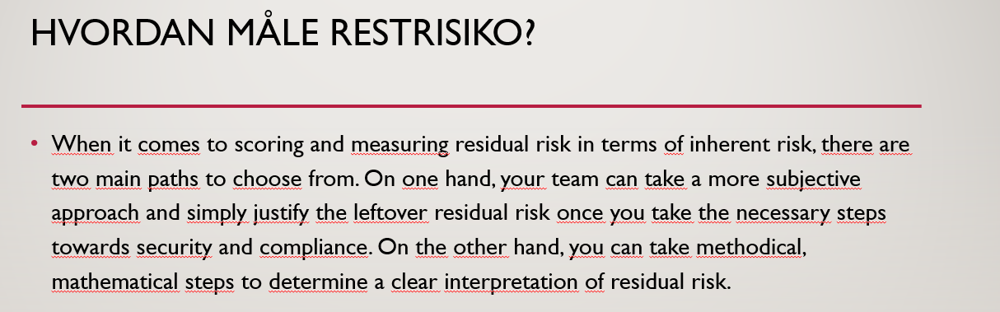 HVORDAN MÅLE RESTRISIKO?
• When it comes to scoring and measuring residual risk in terms of inherent risk, there are
two main paths to choose from. On one hand, your team can take a more subjective
approach and simply justify the leftover residual risk once you take the necessary steps
towards security and compliance. On the other hand, you can take methodical,
mathematical steps to determine a clear interpretation of residual risk.